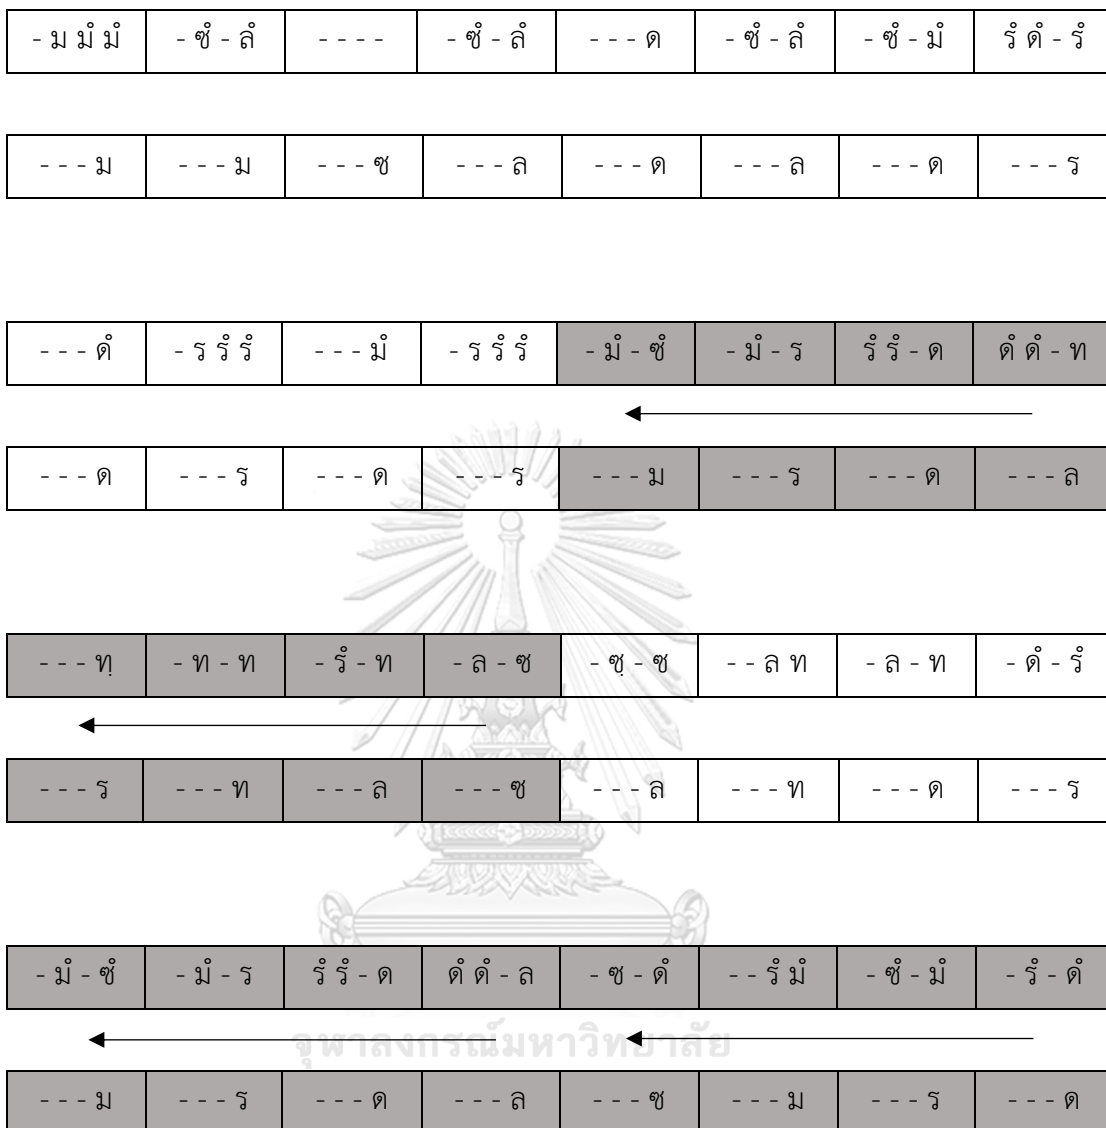 - ม มํ มํ | - ซํ - ลํ | - - - - | - ซํ - ลํ | - - - ด | - ซํ - ลํ | - ซํ - มํ | รํ ดํ - รํ
- - - ม | - - - ม | - - - ซ | - - - ล | - - - ด | - - - ล | - - - ด | - - - ร
- - - ดํ | - ร รํ รํ | - - - มํ | - ร รํ รํ | - มํ - ซํ | - มํ - ร | รํ รํ - ด | ดํ ดํ - ท
- - - ด | - - - ร | - - - ด | - - - ร | - - - ม | - - - ร | - - - ด | - - - ล
- - - ทฺ | - ท - ท | - รํ - ท | - ล - ซ | - ซฺ - ซ | - - ล ท | - ล - ท | - ดํ - รํ
- - - ร | - - - ท | - - - ล | - - - ซ | - - - ล | - - - ท | - - - ด | - - - ร
- มํ - ซํ | - มํ - ร | รํ รํ - ด | ดํ ดํ - ล | - ซ - ดํ | - - รํ มํ | - ซํ - มํ | - รํ - ดํ
จุฬาลงกรณ์มหาวิทยาลัย
- - - ม | - - - ร | - - - ด | - - - ล | - - - ซ | - - - ม | - - - ร | - - - ด